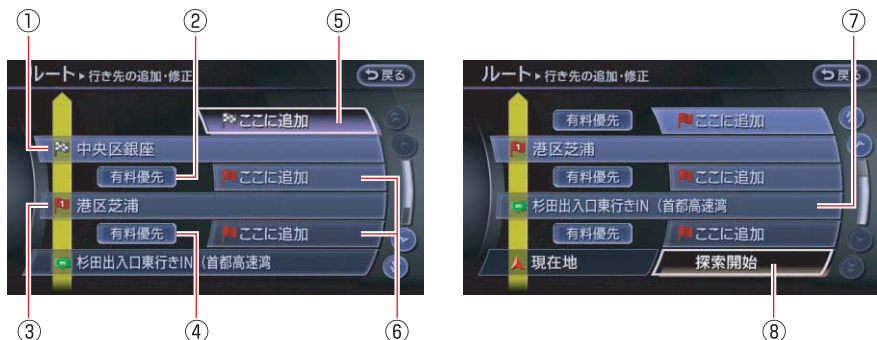 ① ② ⑤
ルート▶行き先の追加・修正 戻る
ここに追加
中央区銀座
有料優先 ここに追加
1 港区芝浦
有料優先 ここに追加
杉田出入口東行きIN（首都高速湾
③ ④ ⑥
⑦
ルート▶行き先の追加・修正 戻る
有料優先 ここに追加
1 港区芝浦
有料優先 ここに追加
杉田出入口東行きIN（首都高速湾
有料優先 ここに追加
現在地 探索開始
⑧